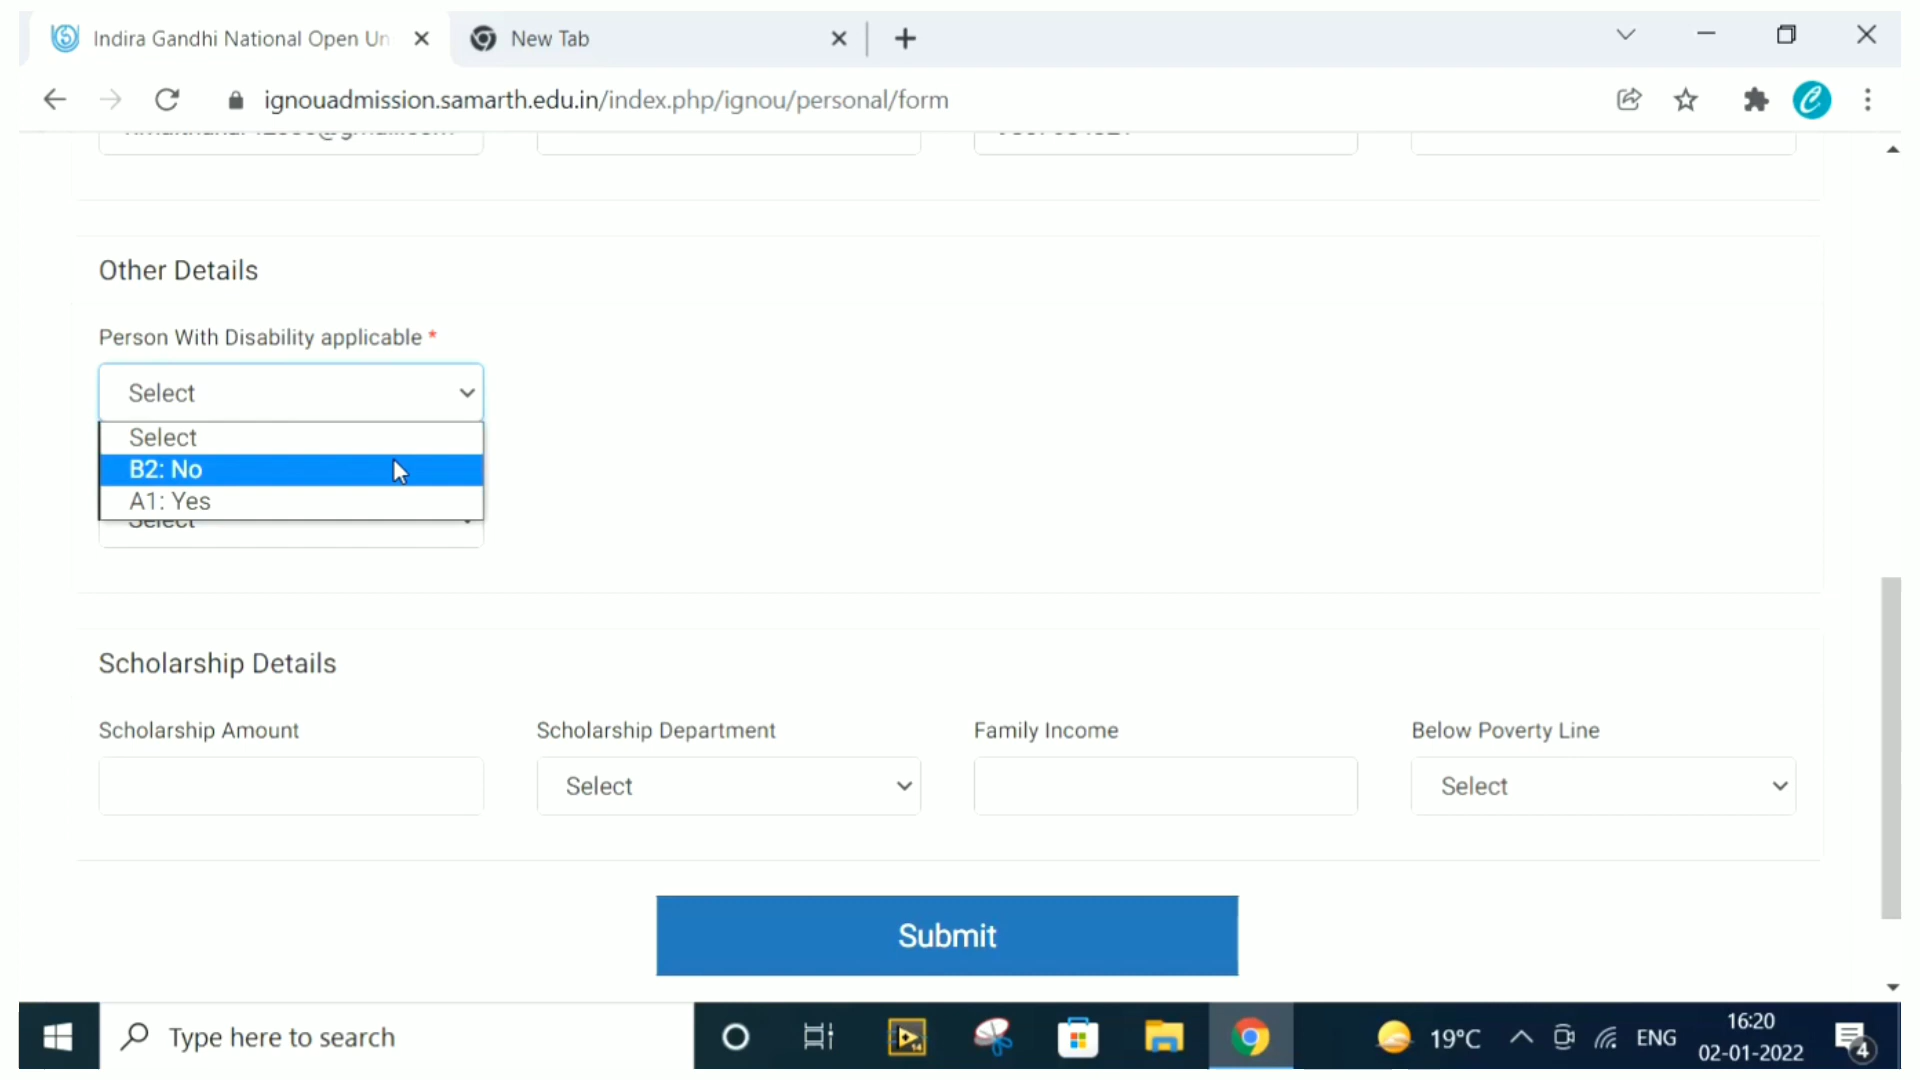 Indira Gandhi National Open Un
New Tab
ignouadmission.samarth.edu.in/index.php/ignou/personal/form
Other Details
Person With Disability applicable *
Select
Select
B2: No
A1: Yes
Select
Scholarship Details
Scholarship Amount
Scholarship Department
Family Income
Below Poverty Line
Select
Select
Submit
Type here to search
19°C
ENG
16:20
02-01-2022
4